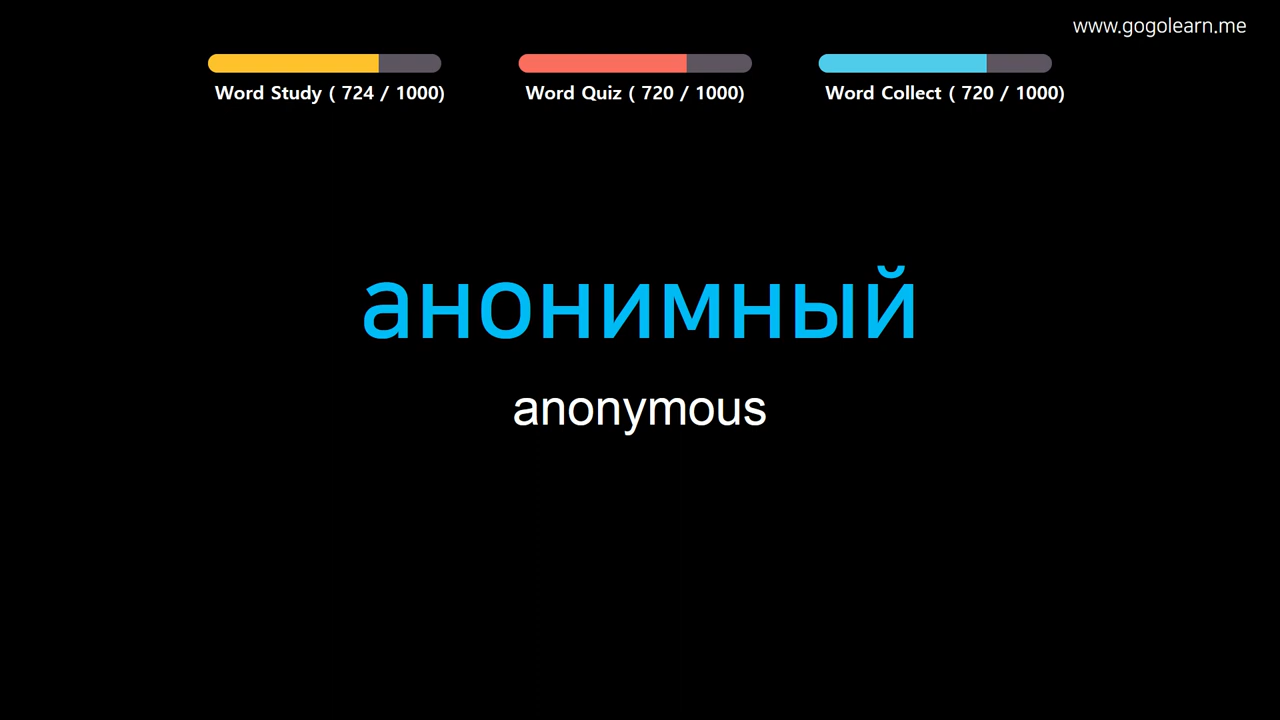 www.gogolearn.me
Word Study ( 724 / 1000)
Word Quiz ( 720 / 1000)
Word Collect ( 720 / 1000)
анонимный
anonymous